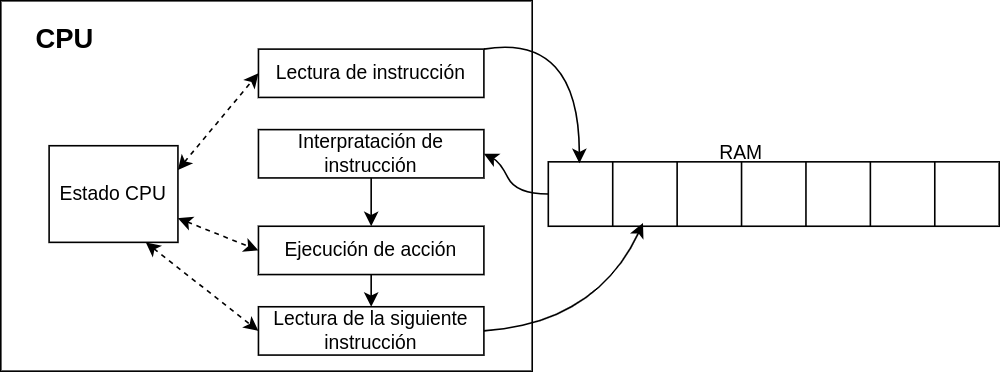 CPU
Lectura de instrucción
Interpratación de
instrucción
RAM
Estado CPU
Ejecución de acción
Lectura de la siguiente
instrucción